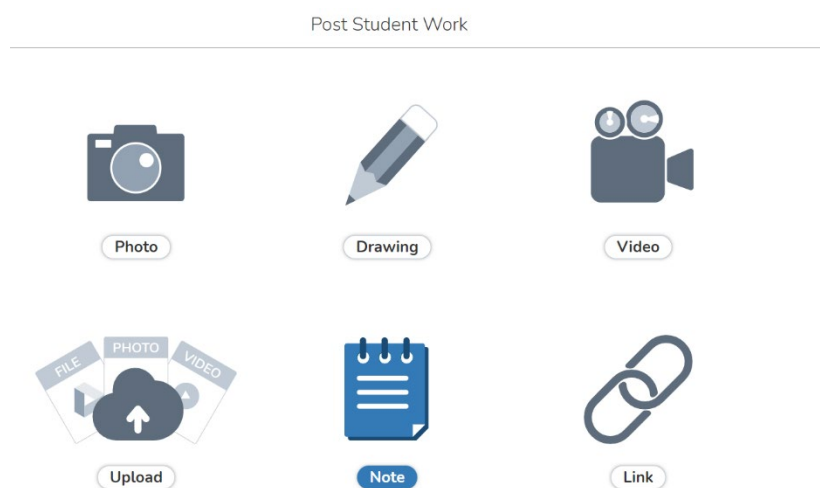 Post Student Work
Photo
Drawing
Video
FILE
PHOTO
VIDEO
Upload
Note
Link